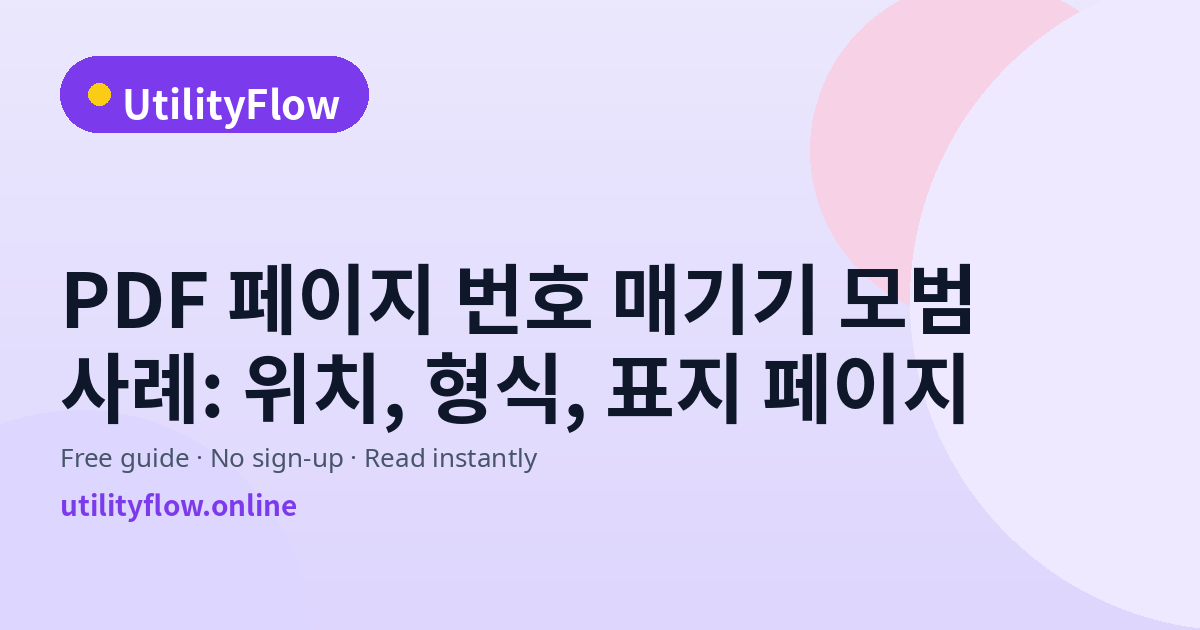 UtilityFlow
PDF 페이지 번호 매기기 모범
사례: 위치, 형식, 표지 페이지
Free guide · No sign-up · Read instantly
utilityflow.online